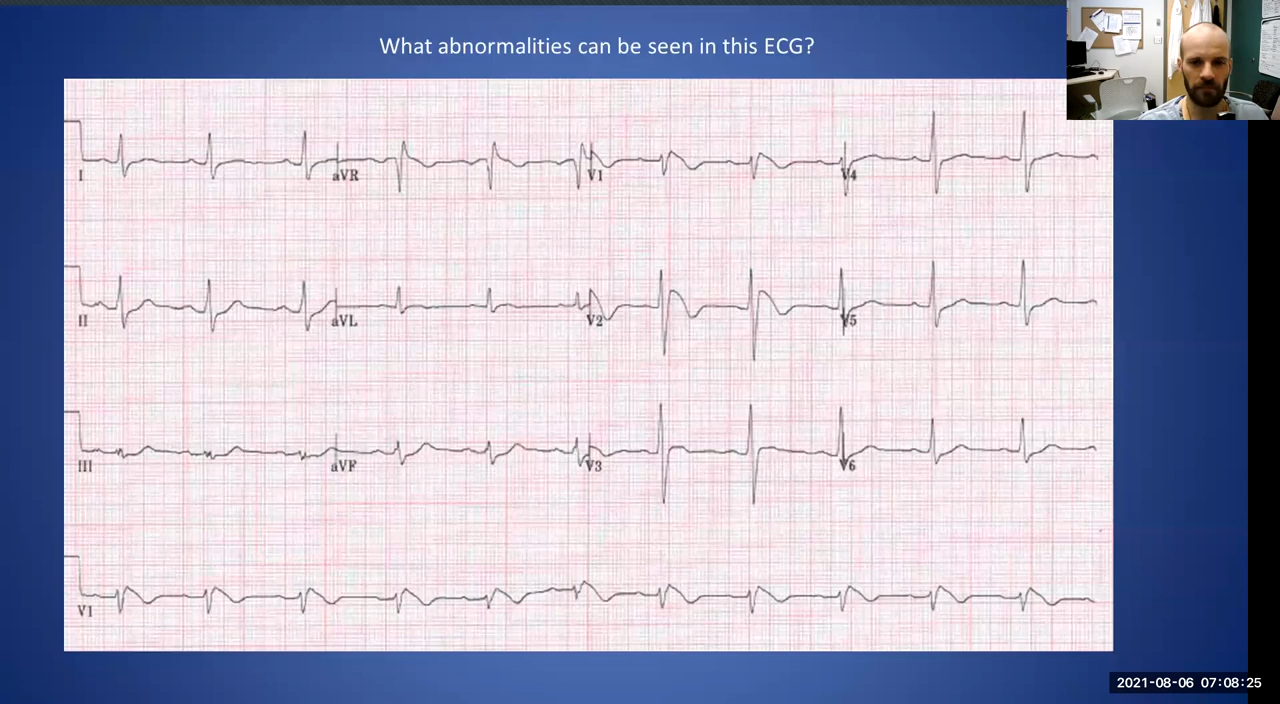 What abnormalities can be seen in this ECG?
I aVR V1 V4
II aVL V2 V5
III aVF V3 V6
V1
2021-08-06 07:08:25